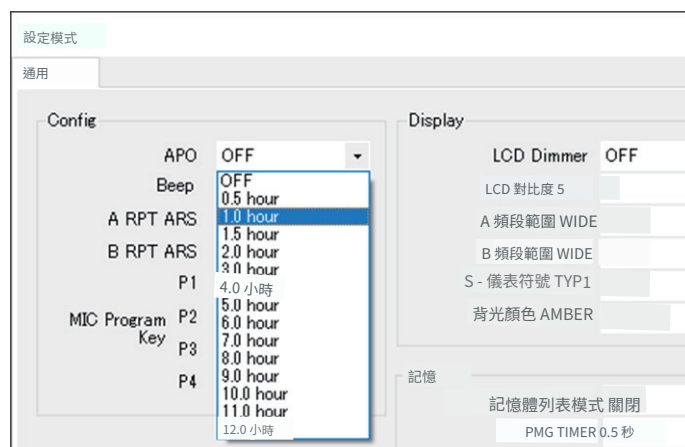 設定模式
通用
Config
APO OFF
Beep
A RPT ARS
B RPT ARS
MIC Program Key
P1
P2
P3
P4
OFF
0.5 hour
1.0 hour
1.5 hour
2.0 hour
3.0 hour
4.0 小時
5.0 hour
6.0 hour
7.0 hour
8.0 hour
9.0 hour
10.0 hour
11.0 hour
12.0 小時
Display
LCD Dimmer OFF
LCD 對比度 5
A 頻段範圍 WIDE
B 頻段範圍 WIDE
S - 儀表符號 TYP1
背光顏色 AMBER
記憶
記憶體列表模式 關閉
PMG TIMER 0.5 秒